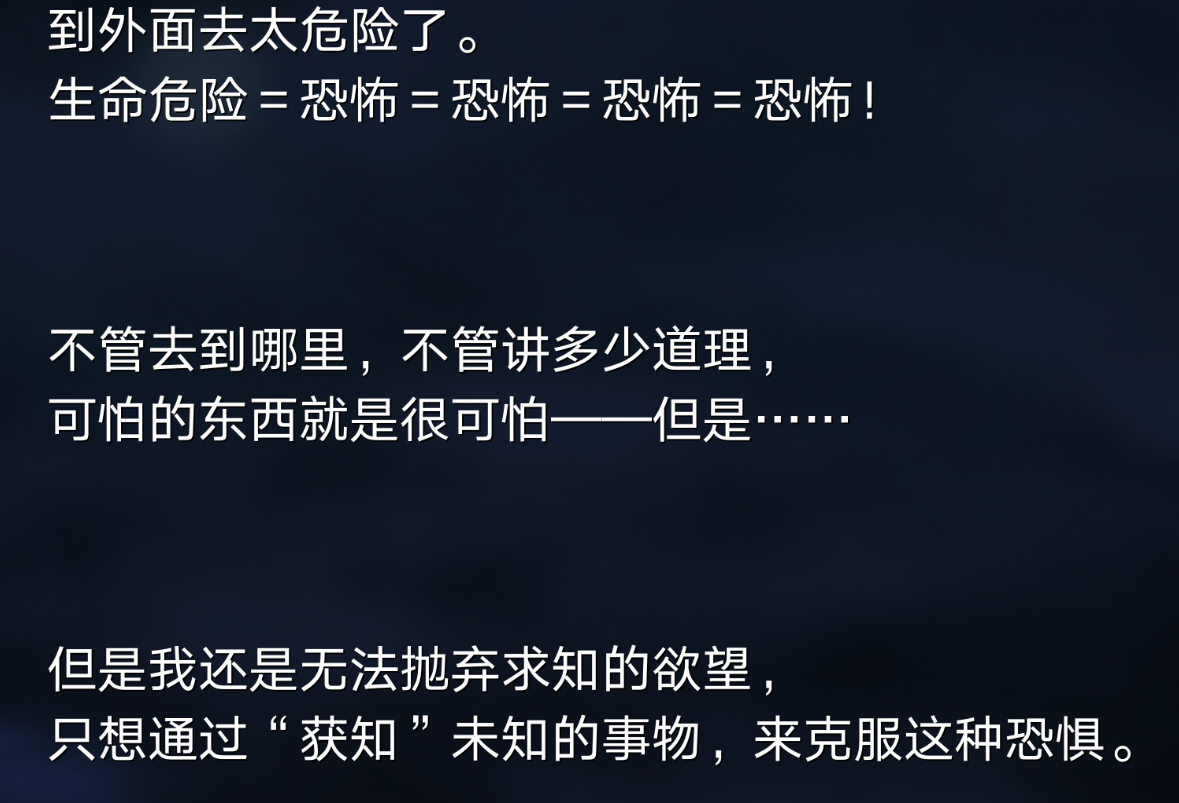 到外面去太危险了。
生命危险=恐怖=恐怖=恐怖=恐怖!
不管去到哪里，不管讲多少道理，
可怕的东西就是很可怕——但是……
但是我还是无法抛弃求知的欲望，
只想通过“获知”未知的事物，来克服这种恐惧。